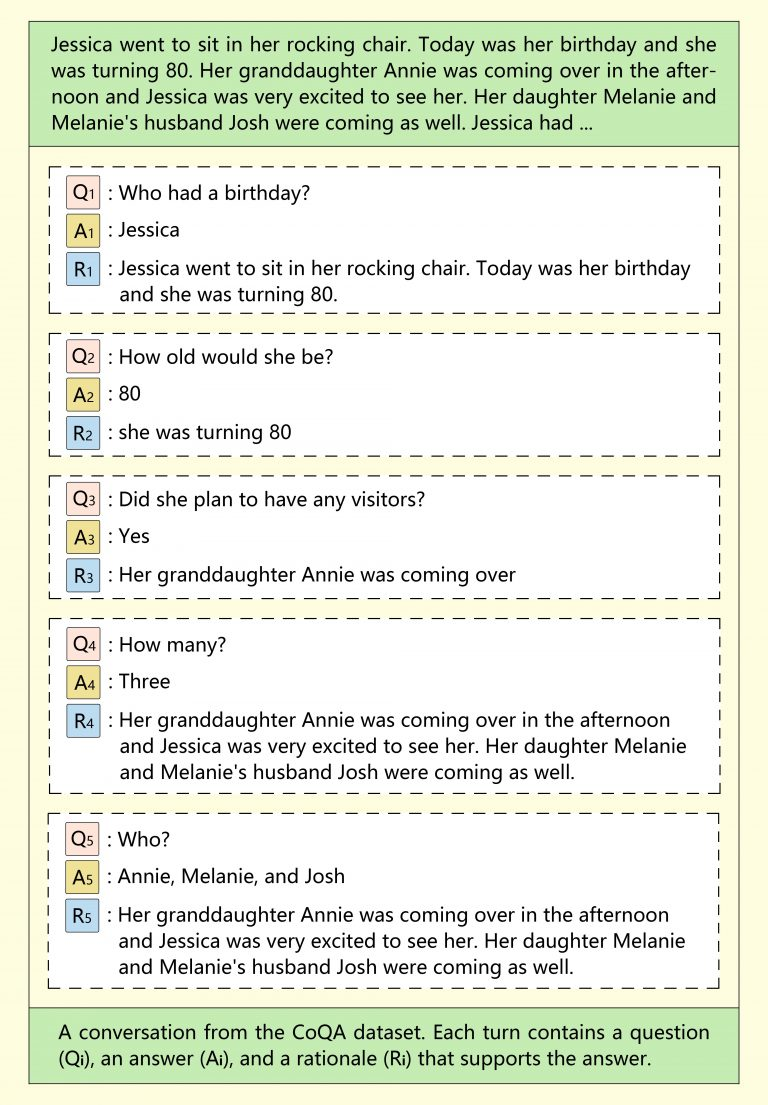 Jessica went to sit in her rocking chair. Today was her birthday and she
was turning 80. Her granddaughter Annie was coming over in the after-
noon and Jessica was very excited to see her. Her daughter Melanie and
Melanie's husband Josh were coming as well. Jessica had ...
Q1 : Who had a birthday?
A1 : Jessica
R1 : Jessica went to sit in her rocking chair. Today was her birthday
and she was turning 80.
Q2 : How old would she be?
A2 : 80
R2 : she was turning 80
Q3 : Did she plan to have any visitors?
A3 : Yes
R3 : Her granddaughter Annie was coming over
Q4 : How many?
A4 : Three
R4 : Her granddaughter Annie was coming over in the afternoon
and Jessica was very excited to see her. Her daughter Melanie
and Melanie's husband Josh were coming as well.
Q5 : Who?
A5 : Annie, Melanie, and Josh
R5 : Her granddaughter Annie was coming over in the afternoon
and Jessica was very excited to see her. Her daughter Melanie
and Melanie's husband Josh were coming as well.
A conversation from the CoQA dataset. Each turn contains a question
(Qi), an answer (Ai), and a rationale (Ri) that supports the answer.